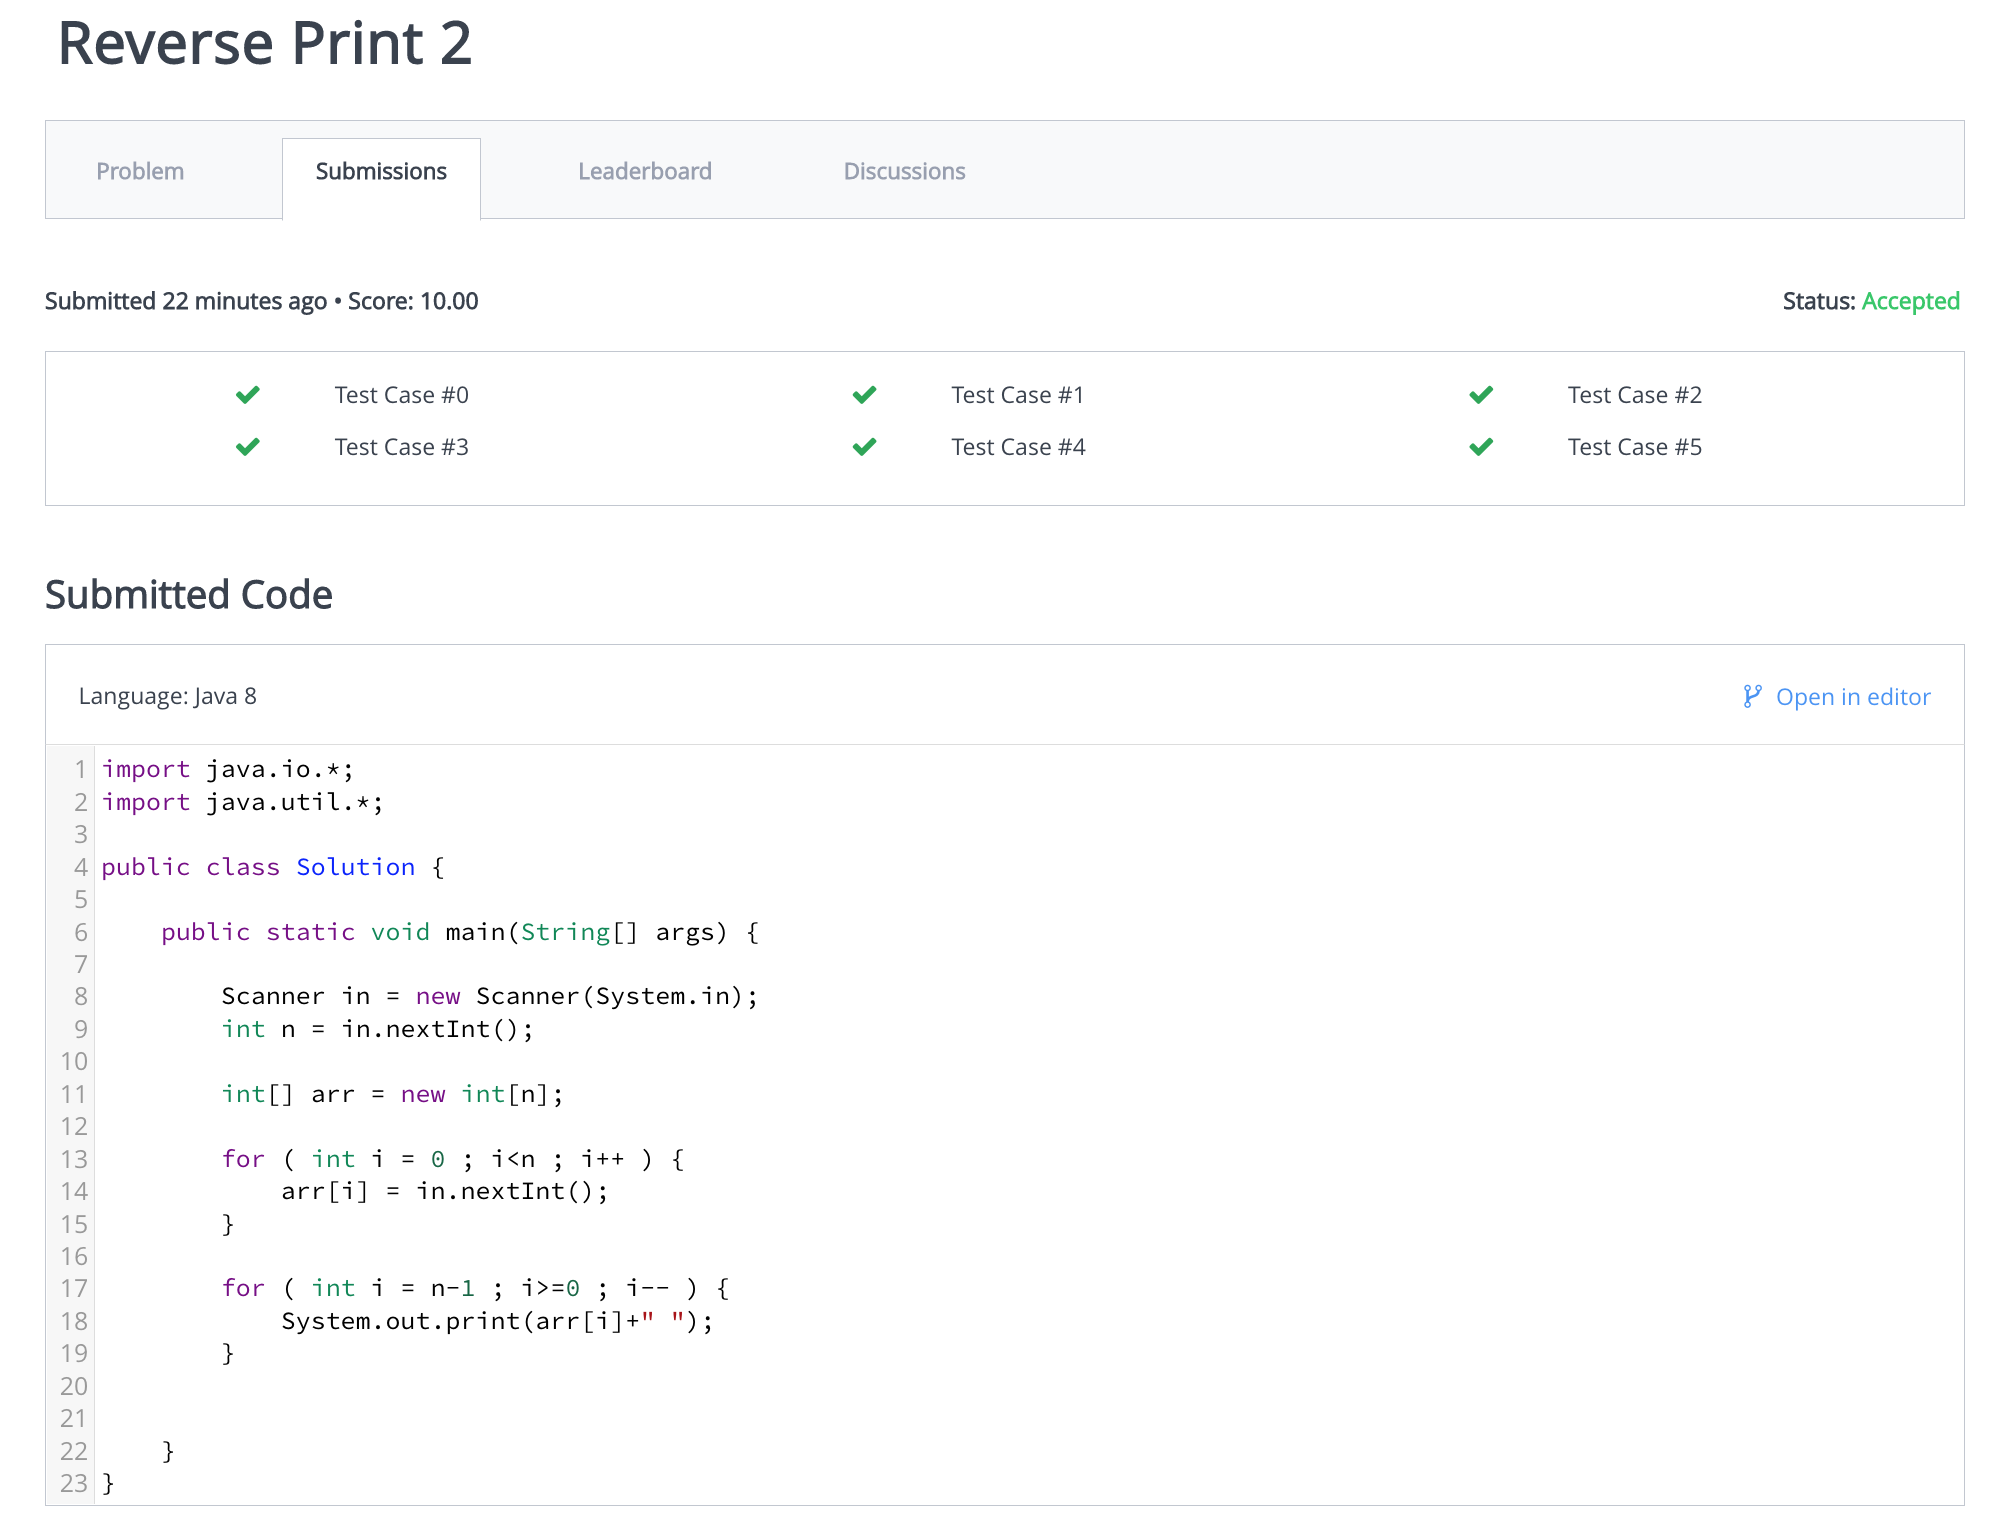 Reverse Print 2
Problem Submissions Leaderboard Discussions
Submitted 22 minutes ago • Score: 10.00 Status: Accepted
Test Case #0 Test Case #1 Test Case #2
Test Case #3 Test Case #4 Test Case #5
Submitted Code
Language: Java 8 Open in editor
1 import java.io.*;
2 import java.util.*;
3
4 public class Solution {
5
6     public static void main(String[] args) {
7
8         Scanner in = new Scanner(System.in);
9         int n = in.nextInt();
10
11         int[] arr = new int[n];
12
13         for ( int i = 0 ; i<n ; i++ ) {
14             arr[i] = in.nextInt();
15         }
16
17         for ( int i = n-1 ; i>=0 ; i-- ) {
18             System.out.print(arr[i]+" ");
19         }
20
21
22     }
23 }